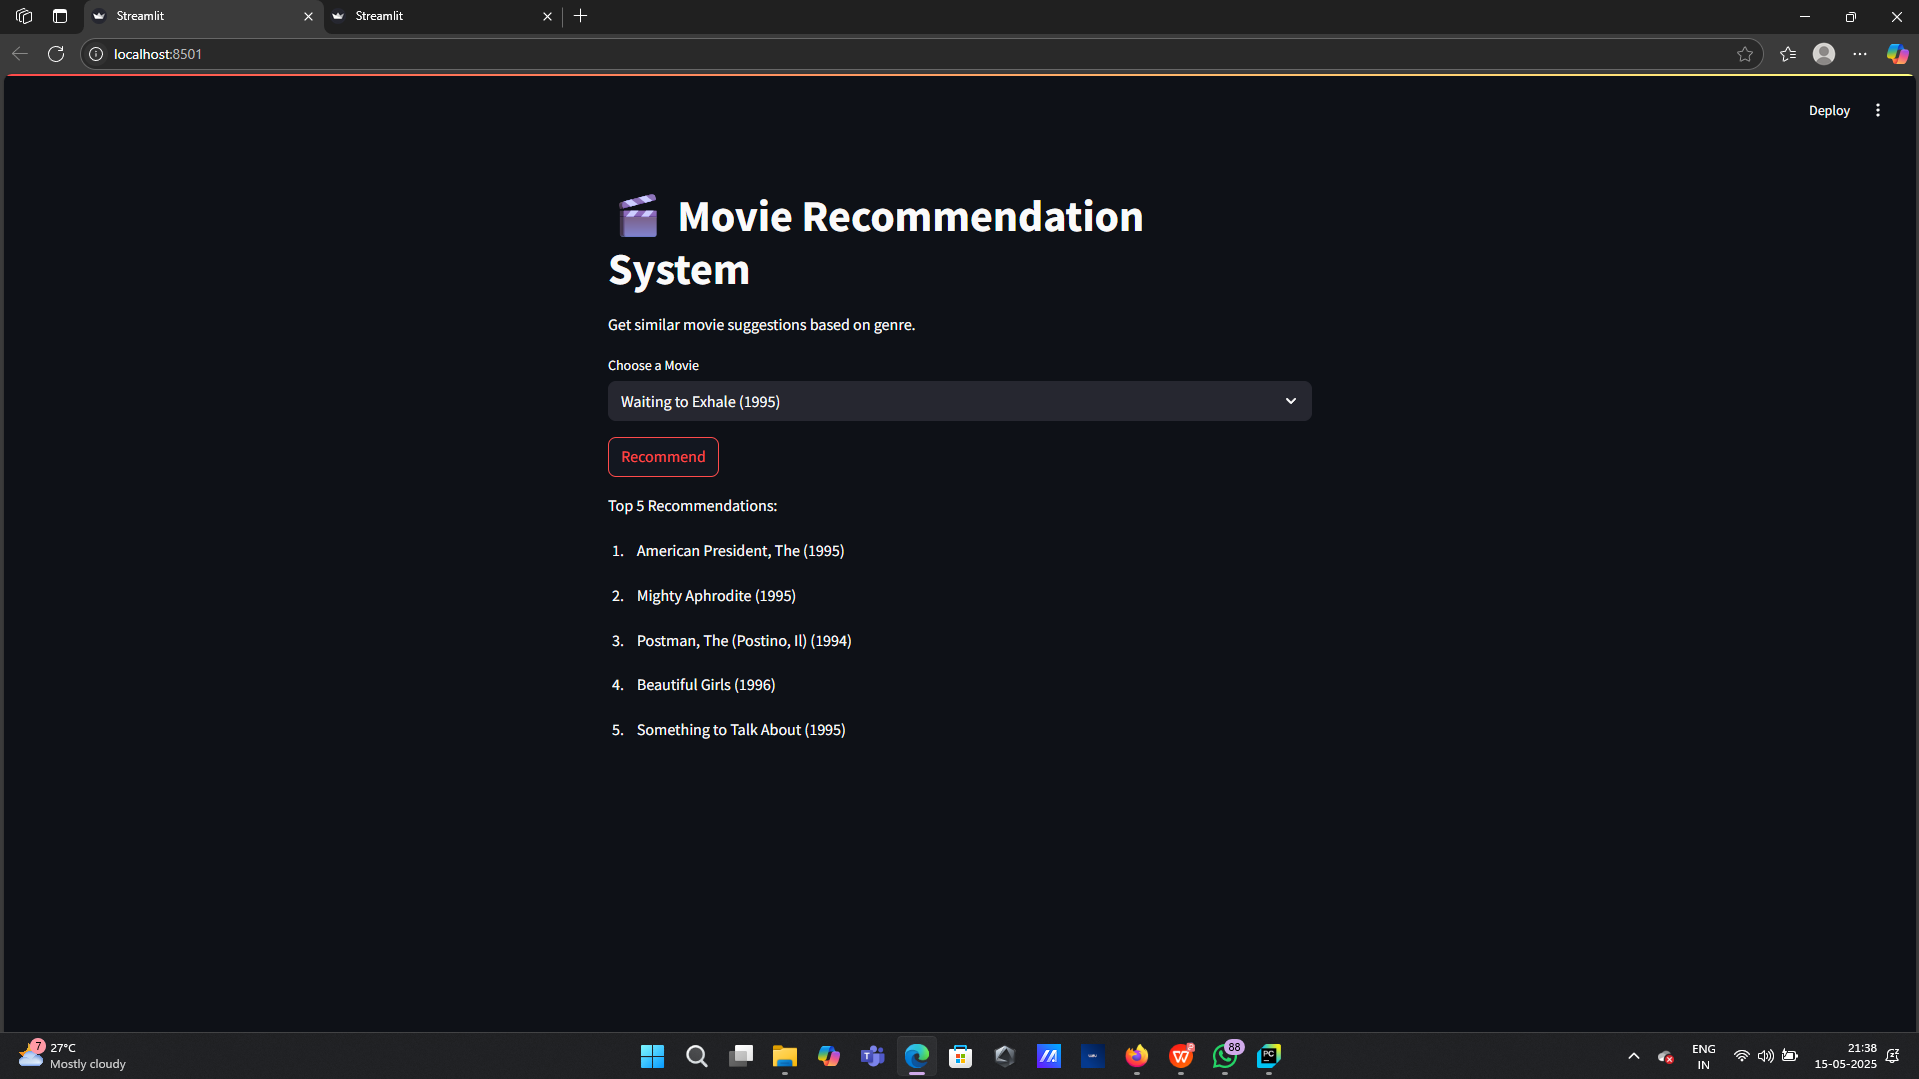 Streamlit
Streamlit
localhost:8501
Deploy
Movie Recommendation
System
Get similar movie suggestions based on genre.
Choose a Movie
Waiting to Exhale (1995)
Recommend
Top 5 Recommendations:
1. American President, The (1995)
2. Mighty Aphrodite (1995)
3. Postman, The (Postino, Il) (1994)
4. Beautiful Girls (1996)
5. Something to Talk About (1995)
7
27°C
Mostly cloudy
88
PC
ENG
IN
21:38
15-05-2025